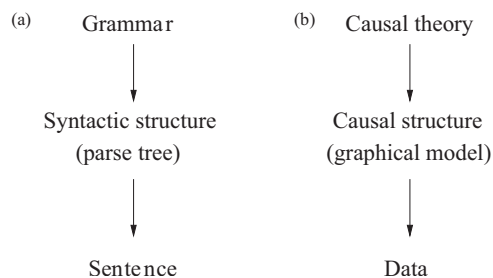 (a) Grammar
Syntactic structure
(parse tree)
Sentence
(b) Causal theory
Causal structure
(graphical model)
Data